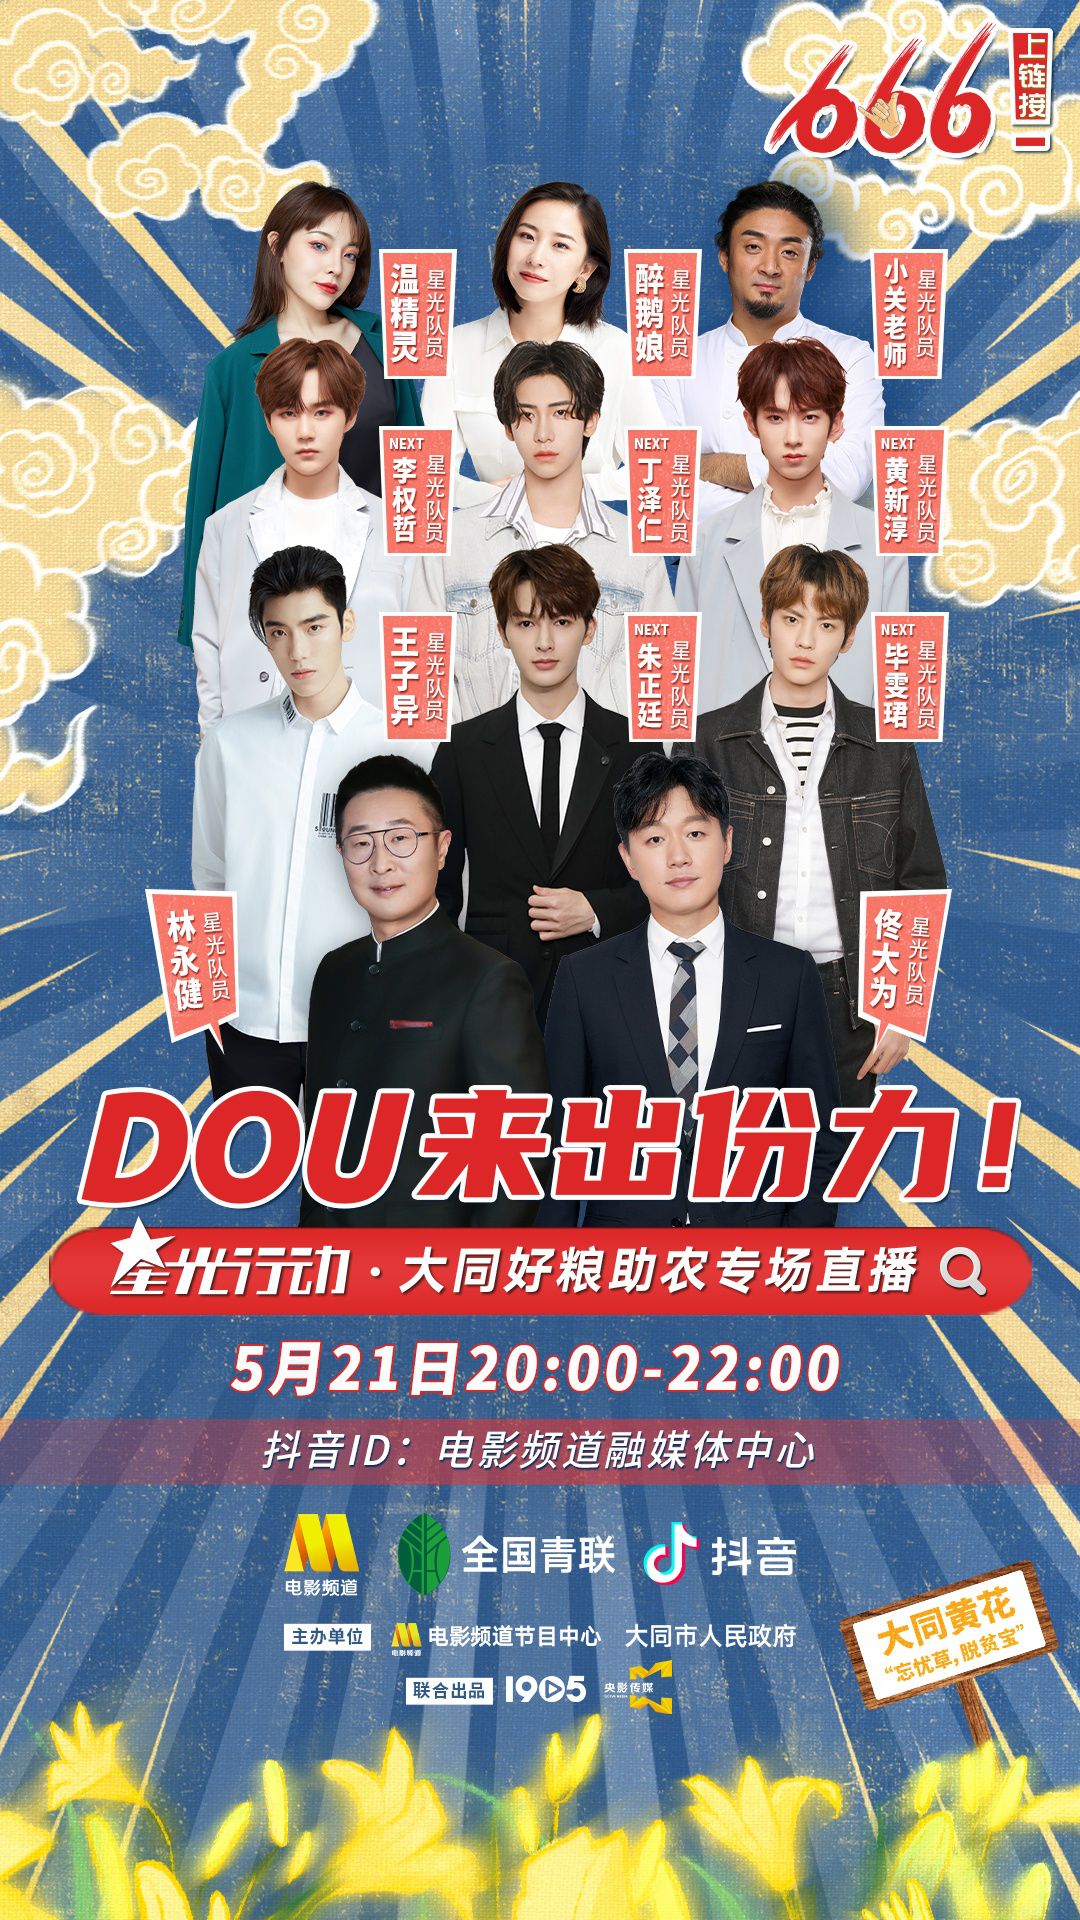 666
上链接
温精灵
星光队员
醉鹅娘
星光队员
小关老师
星光队员
NEXT
李权哲
星光队员
NEXT
丁泽仁
星光队员
NEXT
黄新淳
星光队员
王子异
星光队员
NEXT
朱正廷
星光队员
NEXT
毕雯珺
星光队员
林永健
星光队员
佟大为
星光队员
DOU来出份力!
星光行动·大同好粮助农专场直播
5月21日20:00-22:00
抖音ID：电影频道融媒体中心
电影频道
全国青联
抖音
主办单位
电影频道
电影频道节目中心
大同市人民政府
联合出品
1905
央影传媒
大同黄花
“忘忧草,脱贫宝”